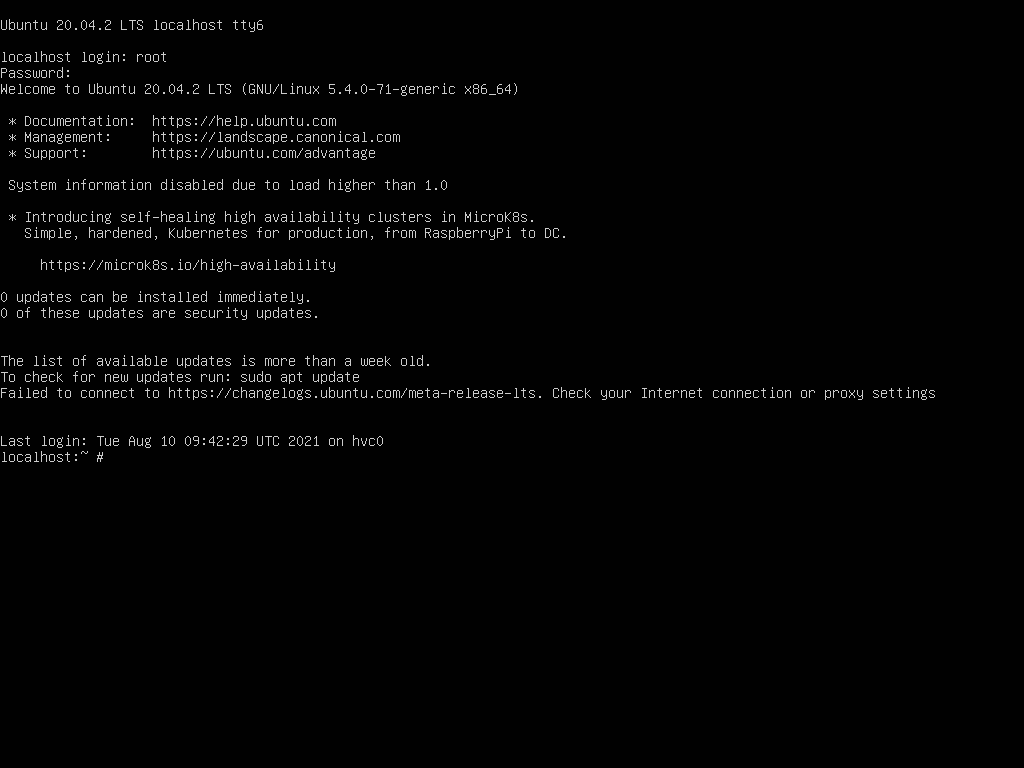 Ubuntu 20.04.2 LTS localhost tty6
localhost login: root
Password:
Welcome to Ubuntu 20.04.2 LTS (GNU/Linux 5.4.0-71-generic x86_64)
* Documentation:  https://help.ubuntu.com
* Management:     https://landscape.canonical.com
* Support:        https://ubuntu.com/advantage
System information disabled due to load higher than 1.0
* Introducing self-healing high availability clusters in MicroK8s.
Simple, hardened, Kubernetes for production, from RaspberryPi to DC.
https://microk8s.io/high-availability
0 updates can be installed immediately.
0 of these updates are security updates.
The list of available updates is more than a week old.
To check for new updates run: sudo apt update
Failed to connect to https://changelogs.ubuntu.com/meta-release-lts. Check your Internet connection or proxy settings
Last login: Tue Aug 10 09:42:29 UTC 2021 on hvc0
localhost:~ #